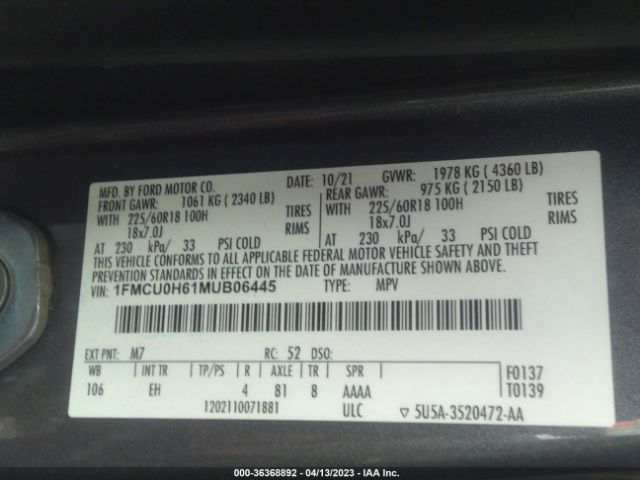 MFD. BY FORD MOTOR CO. DATE: 10/21 GVWR: 1978 KG ( 4360 LB)
FRONT GAWR: 1061 KG ( 2340 LB) REAR GAWR: 975 KG ( 2150 LB)
WITH 225/60R18 100H TIRES WITH 225/60R18 100H TIRES
18x7.0J RIMS 18x7.0J RIMS
AT 230 kPa/ 33 PSI COLD AT 230 kPa/ 33 PSI COLD
THIS VEHICLE CONFORMS TO ALL APPLICABLE FEDERAL MOTOR VEHICLE SAFETY AND THEFT
PREVENTION STANDARDS IN EFFECT ON THE DATE OF MANUFACTURE SHOWN ABOVE.
VIN: 1FMCU0H61MUB06445 TYPE: MPV
EXT PNT: M7 RC: 52 DSO:
WB INT TR TP/PS R AXLE TR SPR F0137
106 EH 4 81 8 AAAA T0139
1202110071881 ULC ▽ 5U5A-3520472-AA
000-36368892 - 04/13/2023 - IAA Inc.